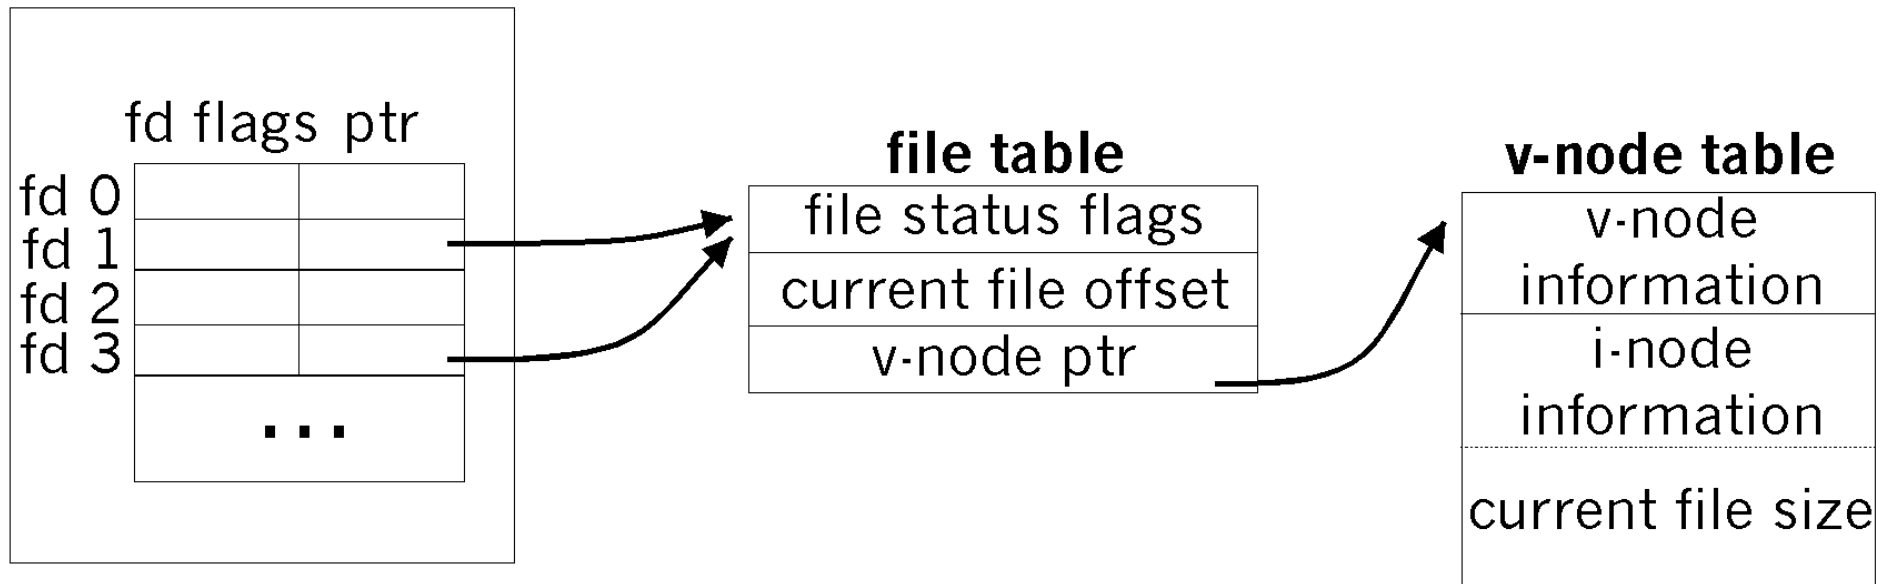 fd flags ptr
fd 0
fd 1
fd 2
fd 3
...
file table
file status flags
current file offset
v-node ptr
v-node table
v-node
information
i-node
information
current file size